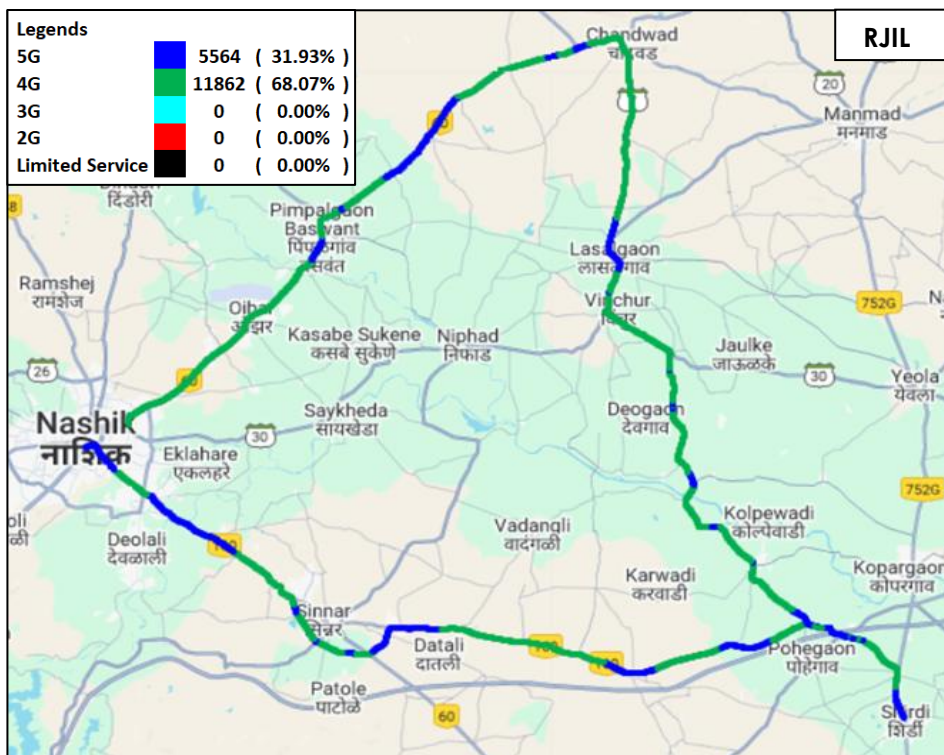 Legends
5G 5564 ( 31.93% )
4G 11862 ( 68.07% )
3G 0 ( 0.00% )
2G 0 ( 0.00% )
Limited Service 0 ( 0.00% )
RJIL
Chandwad
20
Manmad
मनमाड
दिंडोरी
60
Pimpalgaon
Baswant
Ramshej
रामशेज
Lasalgaon
752G
Vinchur
Kasabe Sukene
कसबे सुकेणे
Niphad
निफाड
Jaulke
जाऊळके
26
30
Yeola
येवला
Nashik
नाशिक
Saykheda
सायखेडा
Deogaon
देवगाव
30
Eklahare
एकलहरे
752G
Kolpewadi
कोल्पेवाडी
Vadangli
वादंगळी
Deolali
देवळाली
Karwadi
करवाडी
Kopargaon
कोपरगाव
Sinnar
सिन्नर
Datali
दातली
Pohegaon
पोहेगाव
Patole
पाटोळे
60
Shirdi
शिर्डी